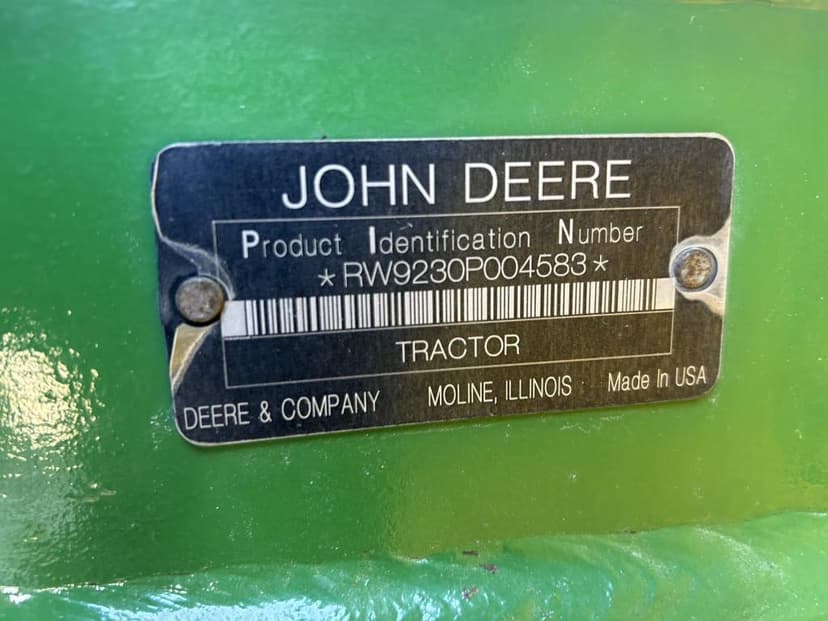 JOHN DEERE
Product Identification Number
*RW9230P004583*
TRACTOR
DEERE & COMPANY MOLINE, ILLINOIS Made In USA